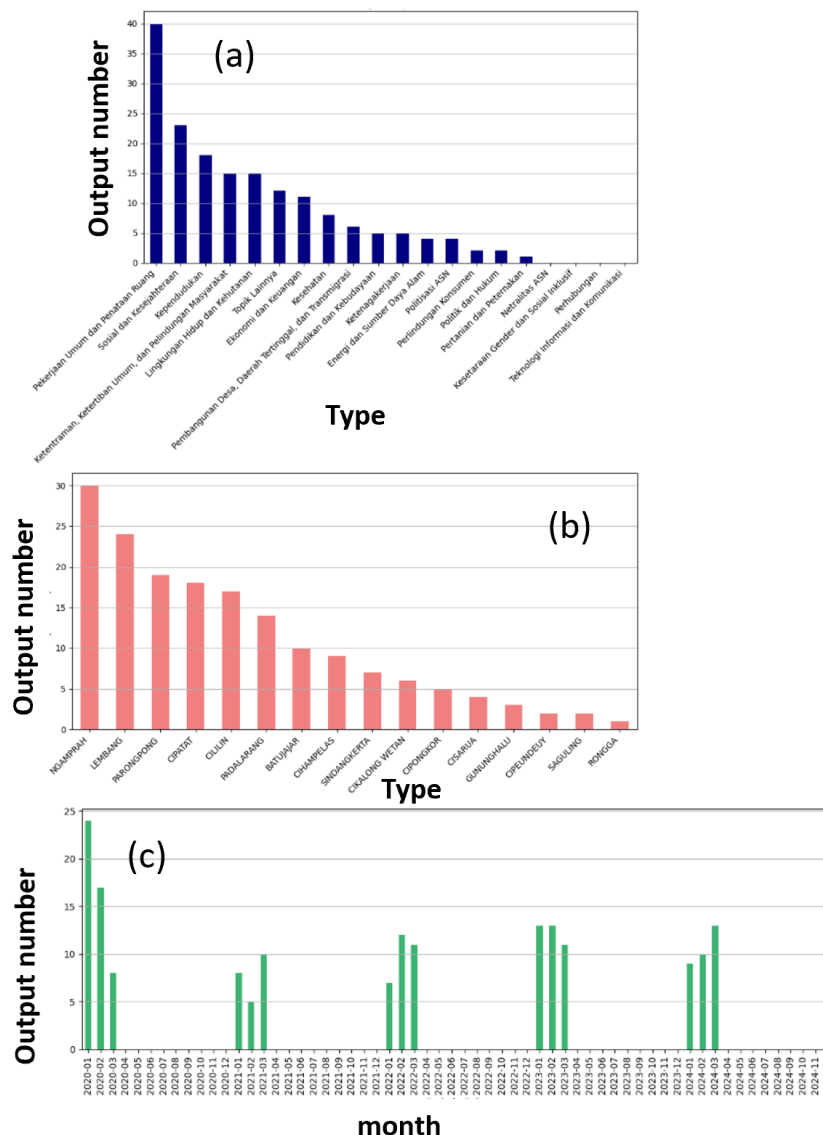 (a)
Output number
40
35
30
25
20
15
10
5
0
Pekerjaan Umum dan Penataan Ruang
Sosial dan Kesejahteraan
Kependudukan
Ketentraman, Ketertiban Umum, dan Pelindungan Masyarakat
Lingkungan Hidup dan Kehutanan
Topik Lainnya
Ekonomi dan Keuangan
Kesehatan
Pembangunan Desa, Daerah Tertinggal, dan Transmigrasi
Pendidikan dan Kebudayaan
Ketenagakerjaan
Energi dan Sumber Daya Alam
Politisasi ASN
Perlindungan Konsumen
Politik dan Hukum
Pertanian dan Peternakan
Netralitas ASN
Kesetaraan Gender dan Sosial Inklusif
Perhubungan
Teknologi Informasi dan Komunikasi
Type
(b)
Output number
30
25
20
15
10
5
0
NGAMPRAH
LEMBANG
PARONGPONG
CIPATAT
CILILIN
PADALARANG
BATUJAJAR
CIHAMPELAS
SINDANGKERTA
CIKALONG WETAN
CIPONGKOR
CISARUA
GUNUNGHALU
CIPEUNDEUY
SAGULING
RONGGA
Type
(c)
Output number
25
20
15
10
5
0
2020-01
2020-02
2020-03
2020-04
2020-05
2020-06
2020-07
2020-08
2020-09
2020-10
2020-11
2020-12
2021-01
2021-02
2021-03
2021-04
2021-05
2021-06
2021-07
2021-08
2021-09
2021-10
2021-11
2021-12
2022-01
2022-02
2022-03
2022-04
2022-05
2022-06
2022-07
2022-08
2022-09
2022-10
2022-11
2022-12
2023-01
2023-02
2023-03
2023-04
2023-05
2023-06
2023-07
2023-08
2023-09
2023-10
2023-11
2023-12
2024-01
2024-02
2024-03
2024-04
2024-05
2024-06
2024-07
2024-08
2024-09
2024-10
2024-11
month